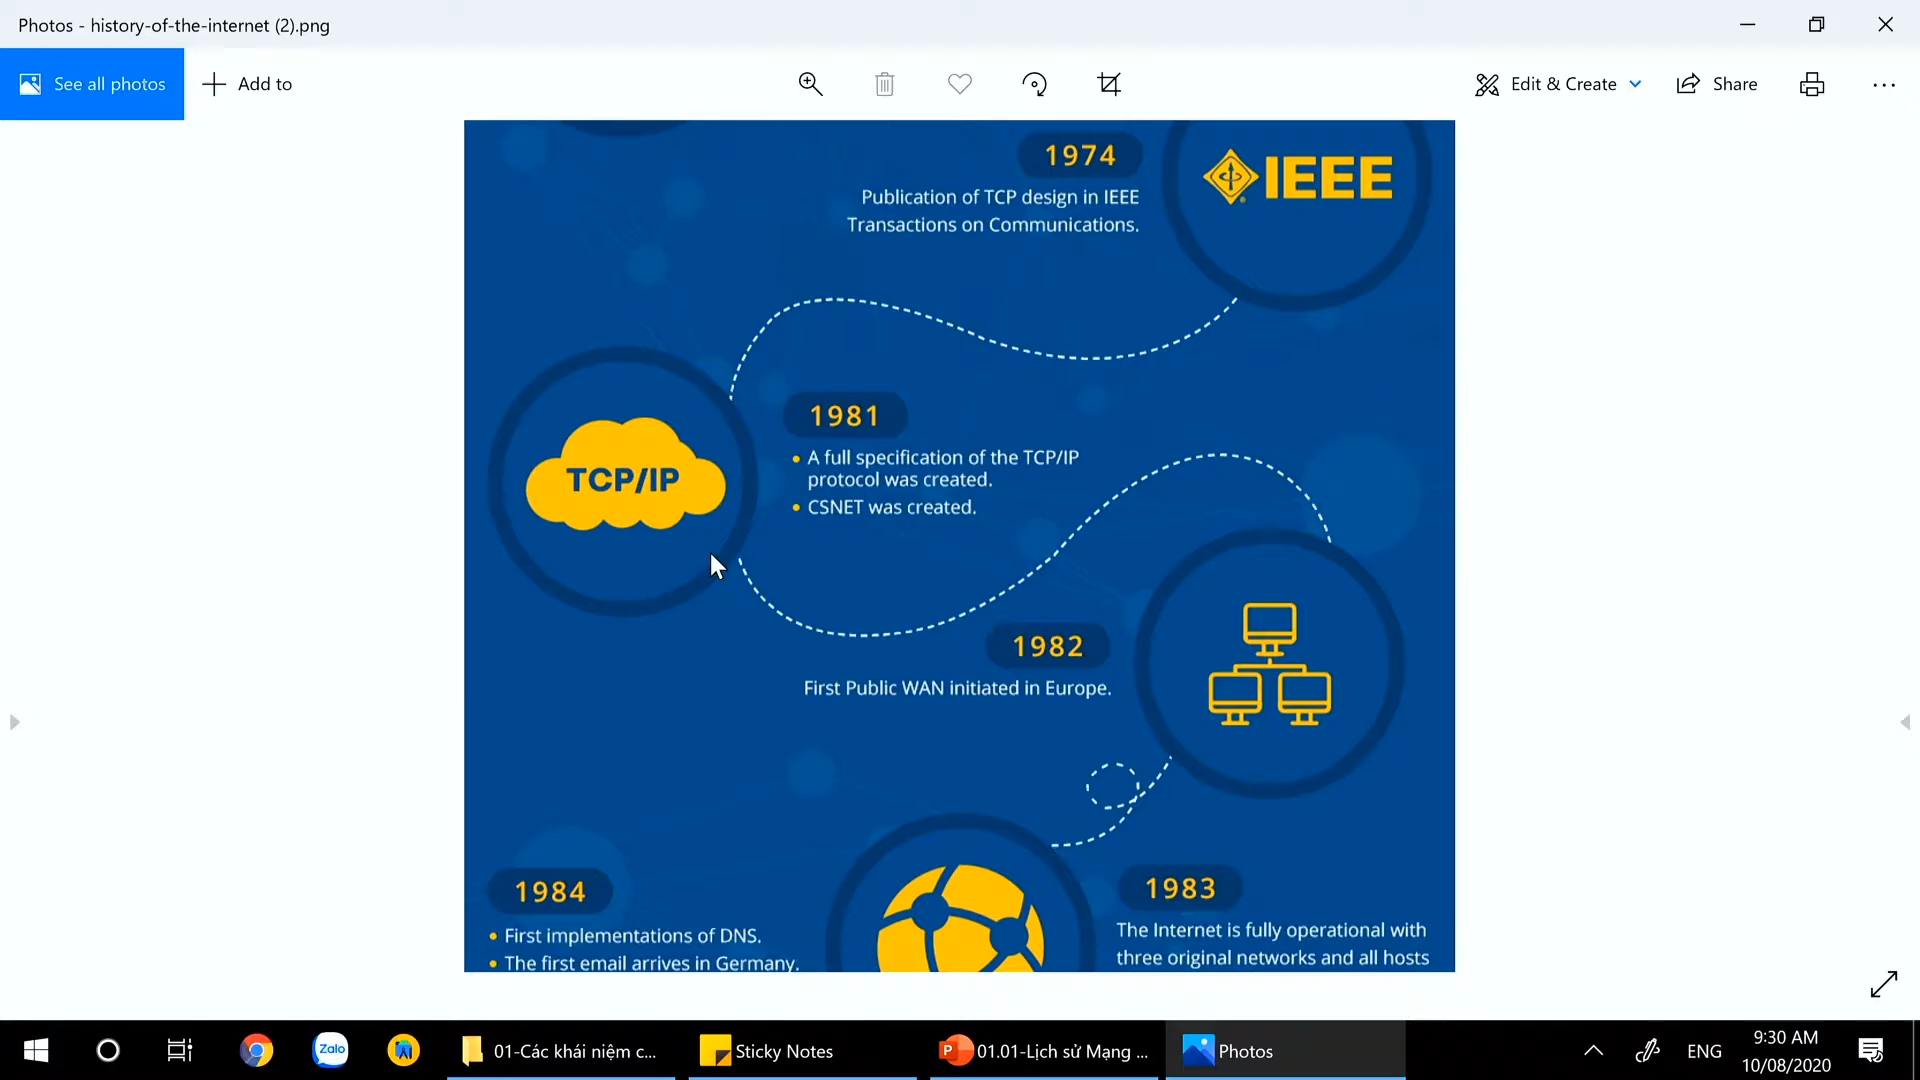 Photos - history-of-the-internet (2).png
See all photos
Add to
Edit & Create
Share
1974
Publication of TCP design in IEEE
Transactions on Communications.
IEEE
TCP/IP
1981
• A full specification of the TCP/IP
protocol was created.
• CSNET was created.
1982
First Public WAN initiated in Europe.
1984
• First implementations of DNS.
• The first email arrives in Germany.
1983
The Internet is fully operational with
three original networks and all hosts
Zalo
01-Các khái niệm c...
Sticky Notes
P
01.01-Lịch sử Mạng ...
Photos
ENG
9:30 AM
10/08/2020